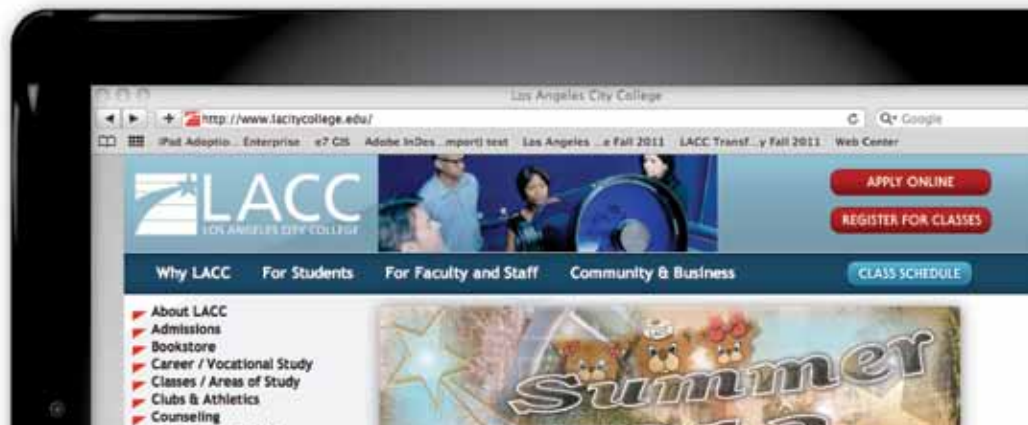 Los Angeles City College
http://www.lacitycollege.edu/
Google
iPad Adoptio... Enterprise e7 GIS Adobe InDes...mport) text Los Angeles ...e Fall 2011 LACC Transf...y Fall 2011 Web Center
LACC
LOS ANGELES CITY COLLEGE
APPLY ONLINE
REGISTER FOR CLASSES
Why LACC For Students For Faculty and Staff Community & Business
CLASS SCHEDULE
About LACC
Admissions
Bookstore
Career / Vocational Study
Classes / Areas of Study
Clubs & Athletics
Counseling
Summer